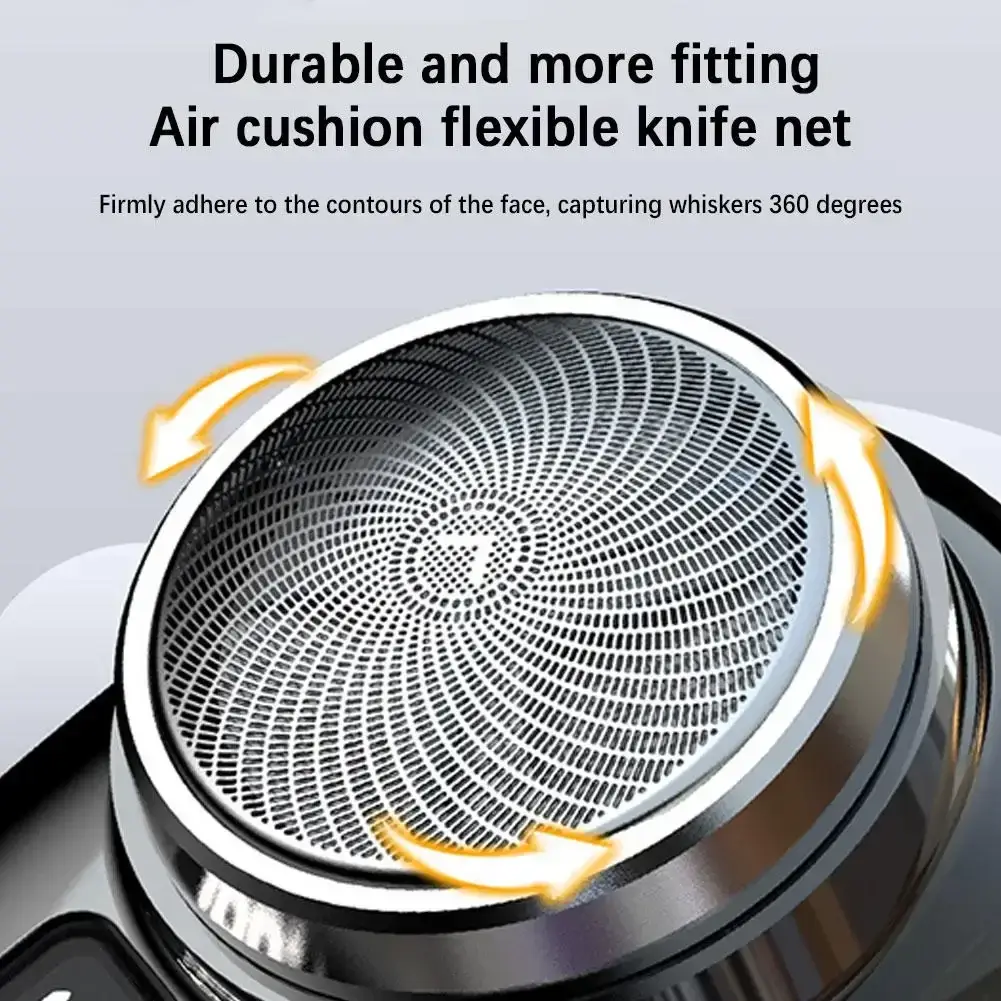 Durable and more fitting
Air cushion flexible knife net
Firmly adhere to the contours of the face, capturing whiskers 360 degrees